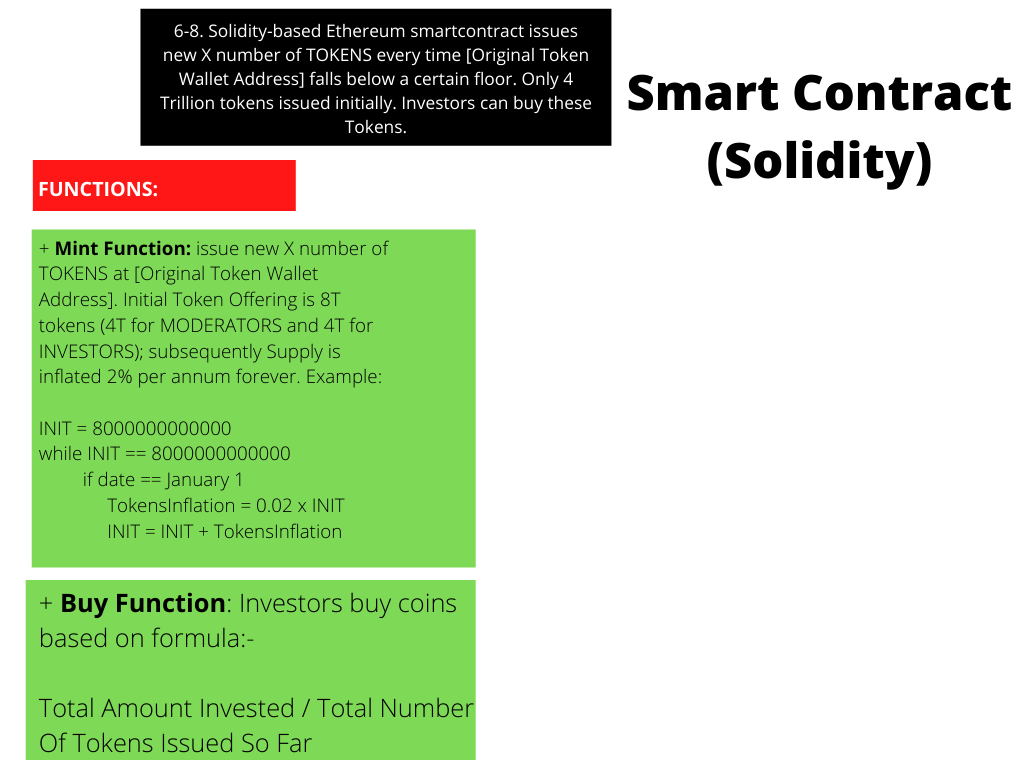 6-8. Solidity-based Ethereum smartcontract issues
new X number of TOKENS every time [Original Token
Wallet Address] falls below a certain floor. Only 4
Trillion tokens issued initially. Investors can buy these
Tokens.
Smart Contract
(Solidity)
FUNCTIONS:
+ Mint Function: issue new X number of
TOKENS at [Original Token Wallet
Address]. Initial Token Offering is 8T
tokens (4T for MODERATORS and 4T for
INVESTORS); subsequently Supply is
inflated 2% per annum forever. Example:
INIT = 8000000000000
while INIT == 8000000000000
if date == January 1
TokensInflation = 0.02 x INIT
INIT = INIT + TokensInflation
+ Buy Function: Investors buy coins
based on formula:-
Total Amount Invested / Total Number
Of Tokens Issued So Far